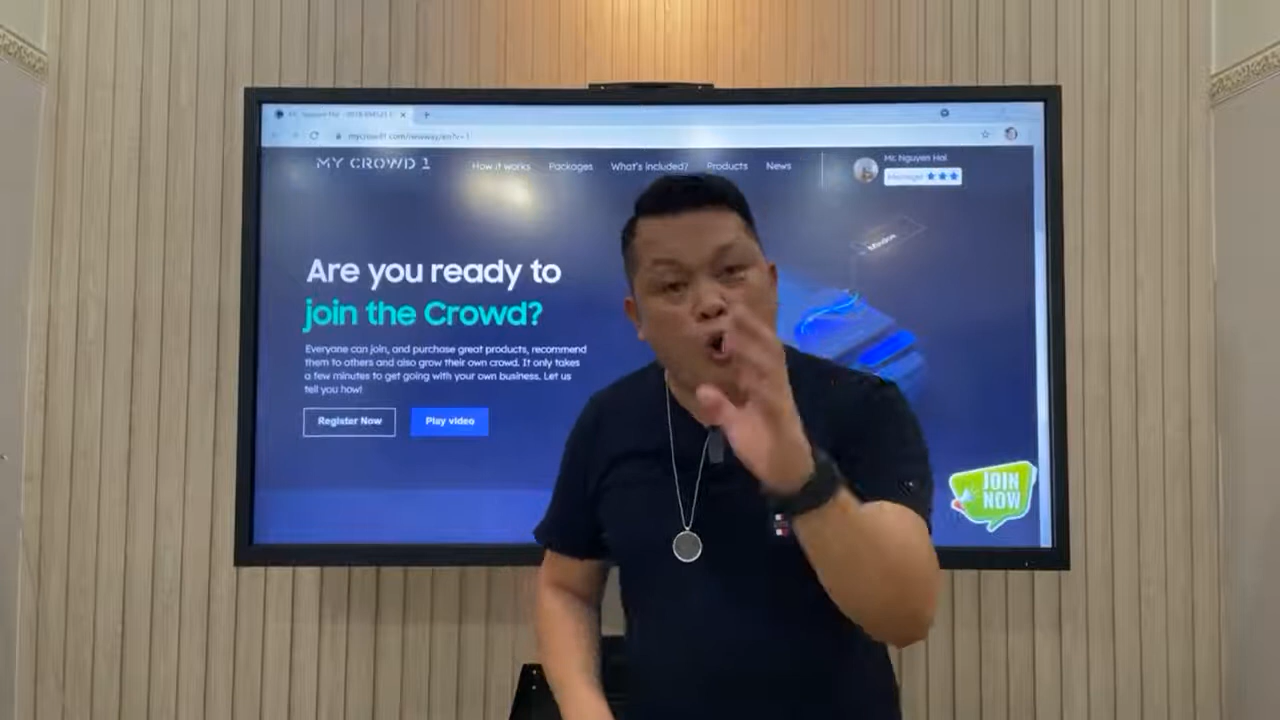 mycrowd1.com/
MY CROWD 1
How it works
Packages
What's included?
Products
News
Mr. Nguyen Hai
Manager
Are you ready to
join the Crowd?
Everyone can join, and purchase great products, recommend
them to others and also grow their own crowd. It only takes
a few minutes to get going with your own business. Let us
tell you how!
Register Now
Play video
JOIN
NOW